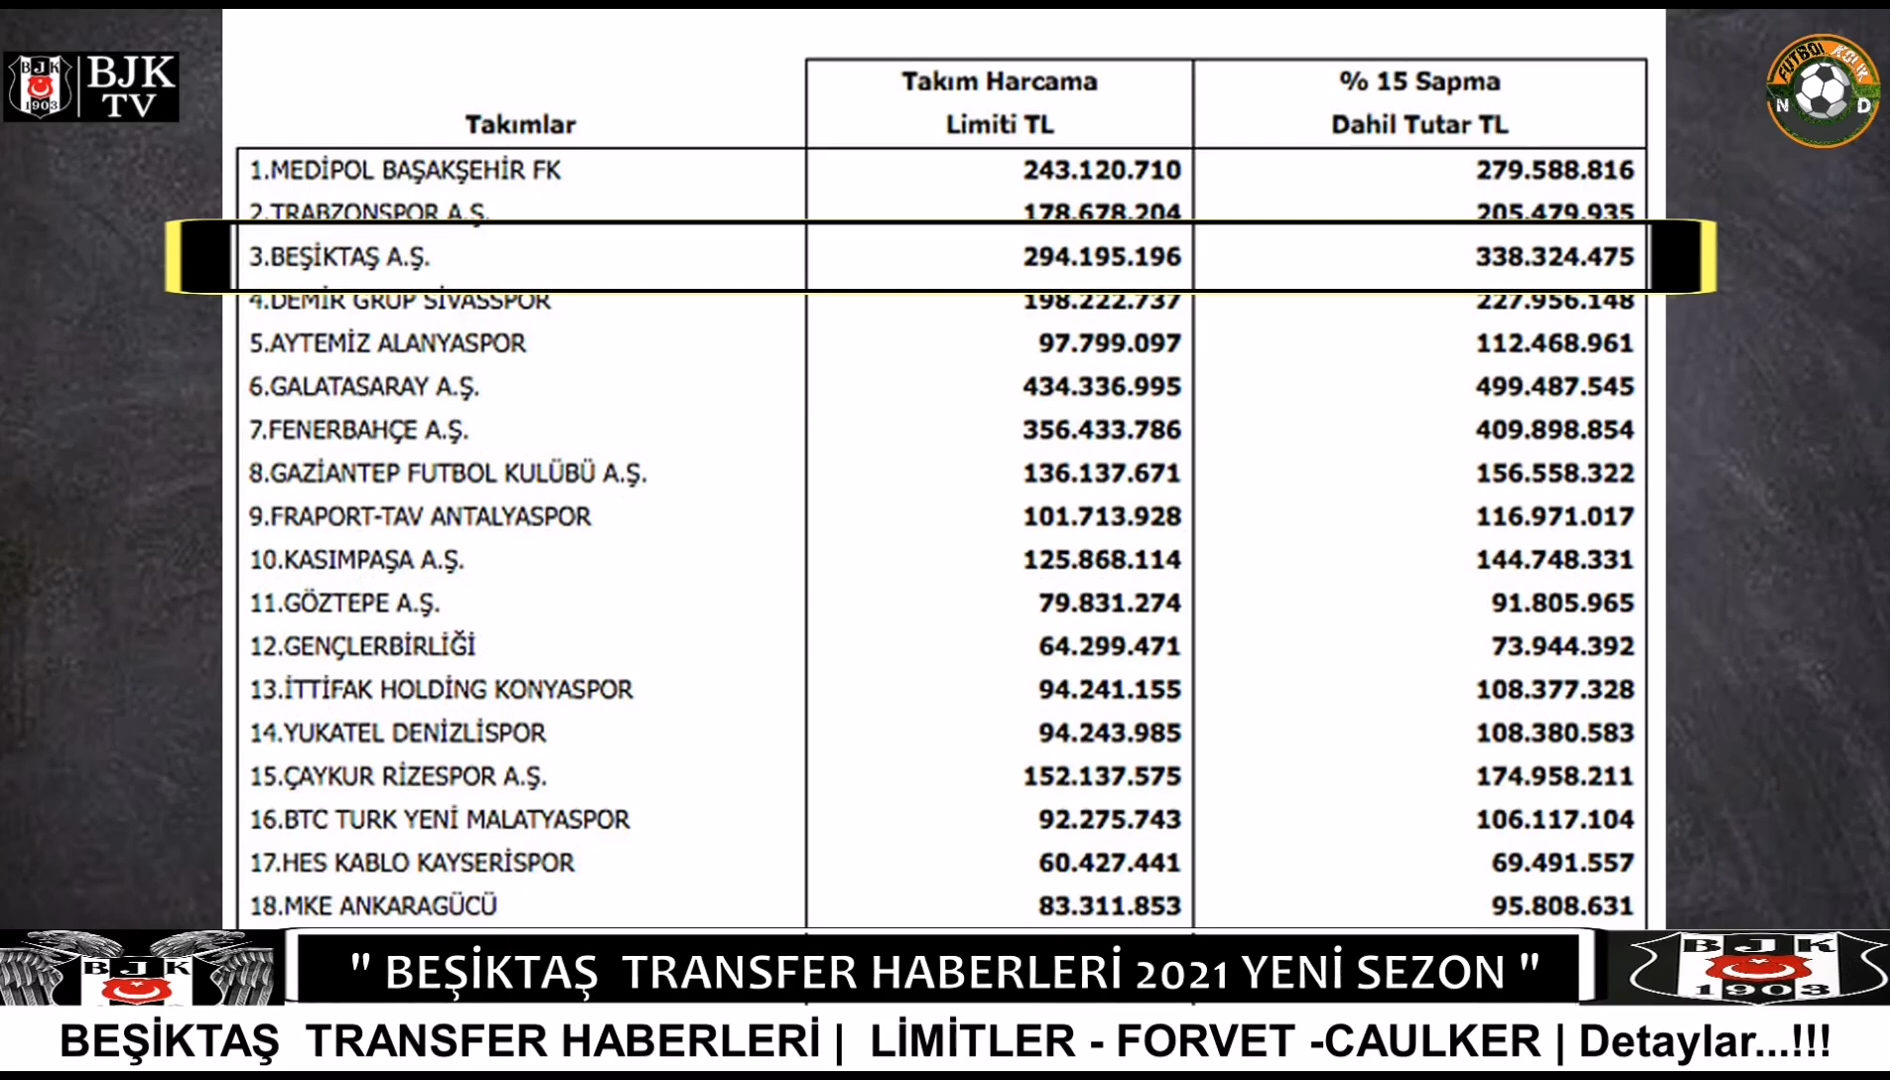 BJK
1903
BJK
TV
FUTBOL KOLİK
N D
Takımlar
Takım Harcama
Limiti TL
% 15 Sapma
Dahil Tutar TL
1.MEDİPOL BAŞAKŞEHİR FK 243.120.710 279.588.816
2.TRABZONSPOR A.Ş. 178.678.204 205.479.935
3.BEŞİKTAŞ A.Ş. 294.195.196 338.324.475
4.DEMİR GRUP SİVASSPOR 198.222.737 227.956.148
5.AYTEMİZ ALANYASPOR 97.799.097 112.468.961
6.GALATASARAY A.Ş. 434.336.995 499.487.545
7.FENERBAHÇE A.Ş. 356.433.786 409.898.854
8.GAZİANTEP FUTBOL KULÜBÜ A.Ş. 136.137.671 156.558.322
9.FRAPORT-TAV ANTALYASPOR 101.713.928 116.971.017
10.KASIMPAŞA A.Ş. 125.868.114 144.748.331
11.GÖZTEPE A.Ş. 79.831.274 91.805.965
12.GENÇLERBİRLİĞİ 64.299.471 73.944.392
13.İTTİFAK HOLDİNG KONYASPOR 94.241.155 108.377.328
14.YUKATEL DENİZLİSPOR 94.243.985 108.380.583
15.ÇAYKUR RİZESPOR A.Ş. 152.137.575 174.958.211
16.BTC TURK YENİ MALATYASPOR 92.275.743 106.117.104
17.HES KABLO KAYSERİSPOR 60.427.441 69.491.557
18.MKE ANKARAGÜCÜ 83.311.853 95.808.631
BJK
" BEŞİKTAŞ TRANSFER HABERLERİ 2021 YENİ SEZON "
BJK
1903
BEŞİKTAŞ TRANSFER HABERLERİ | LİMİTLER - FORVET -CAULKER | Detaylar...!!!